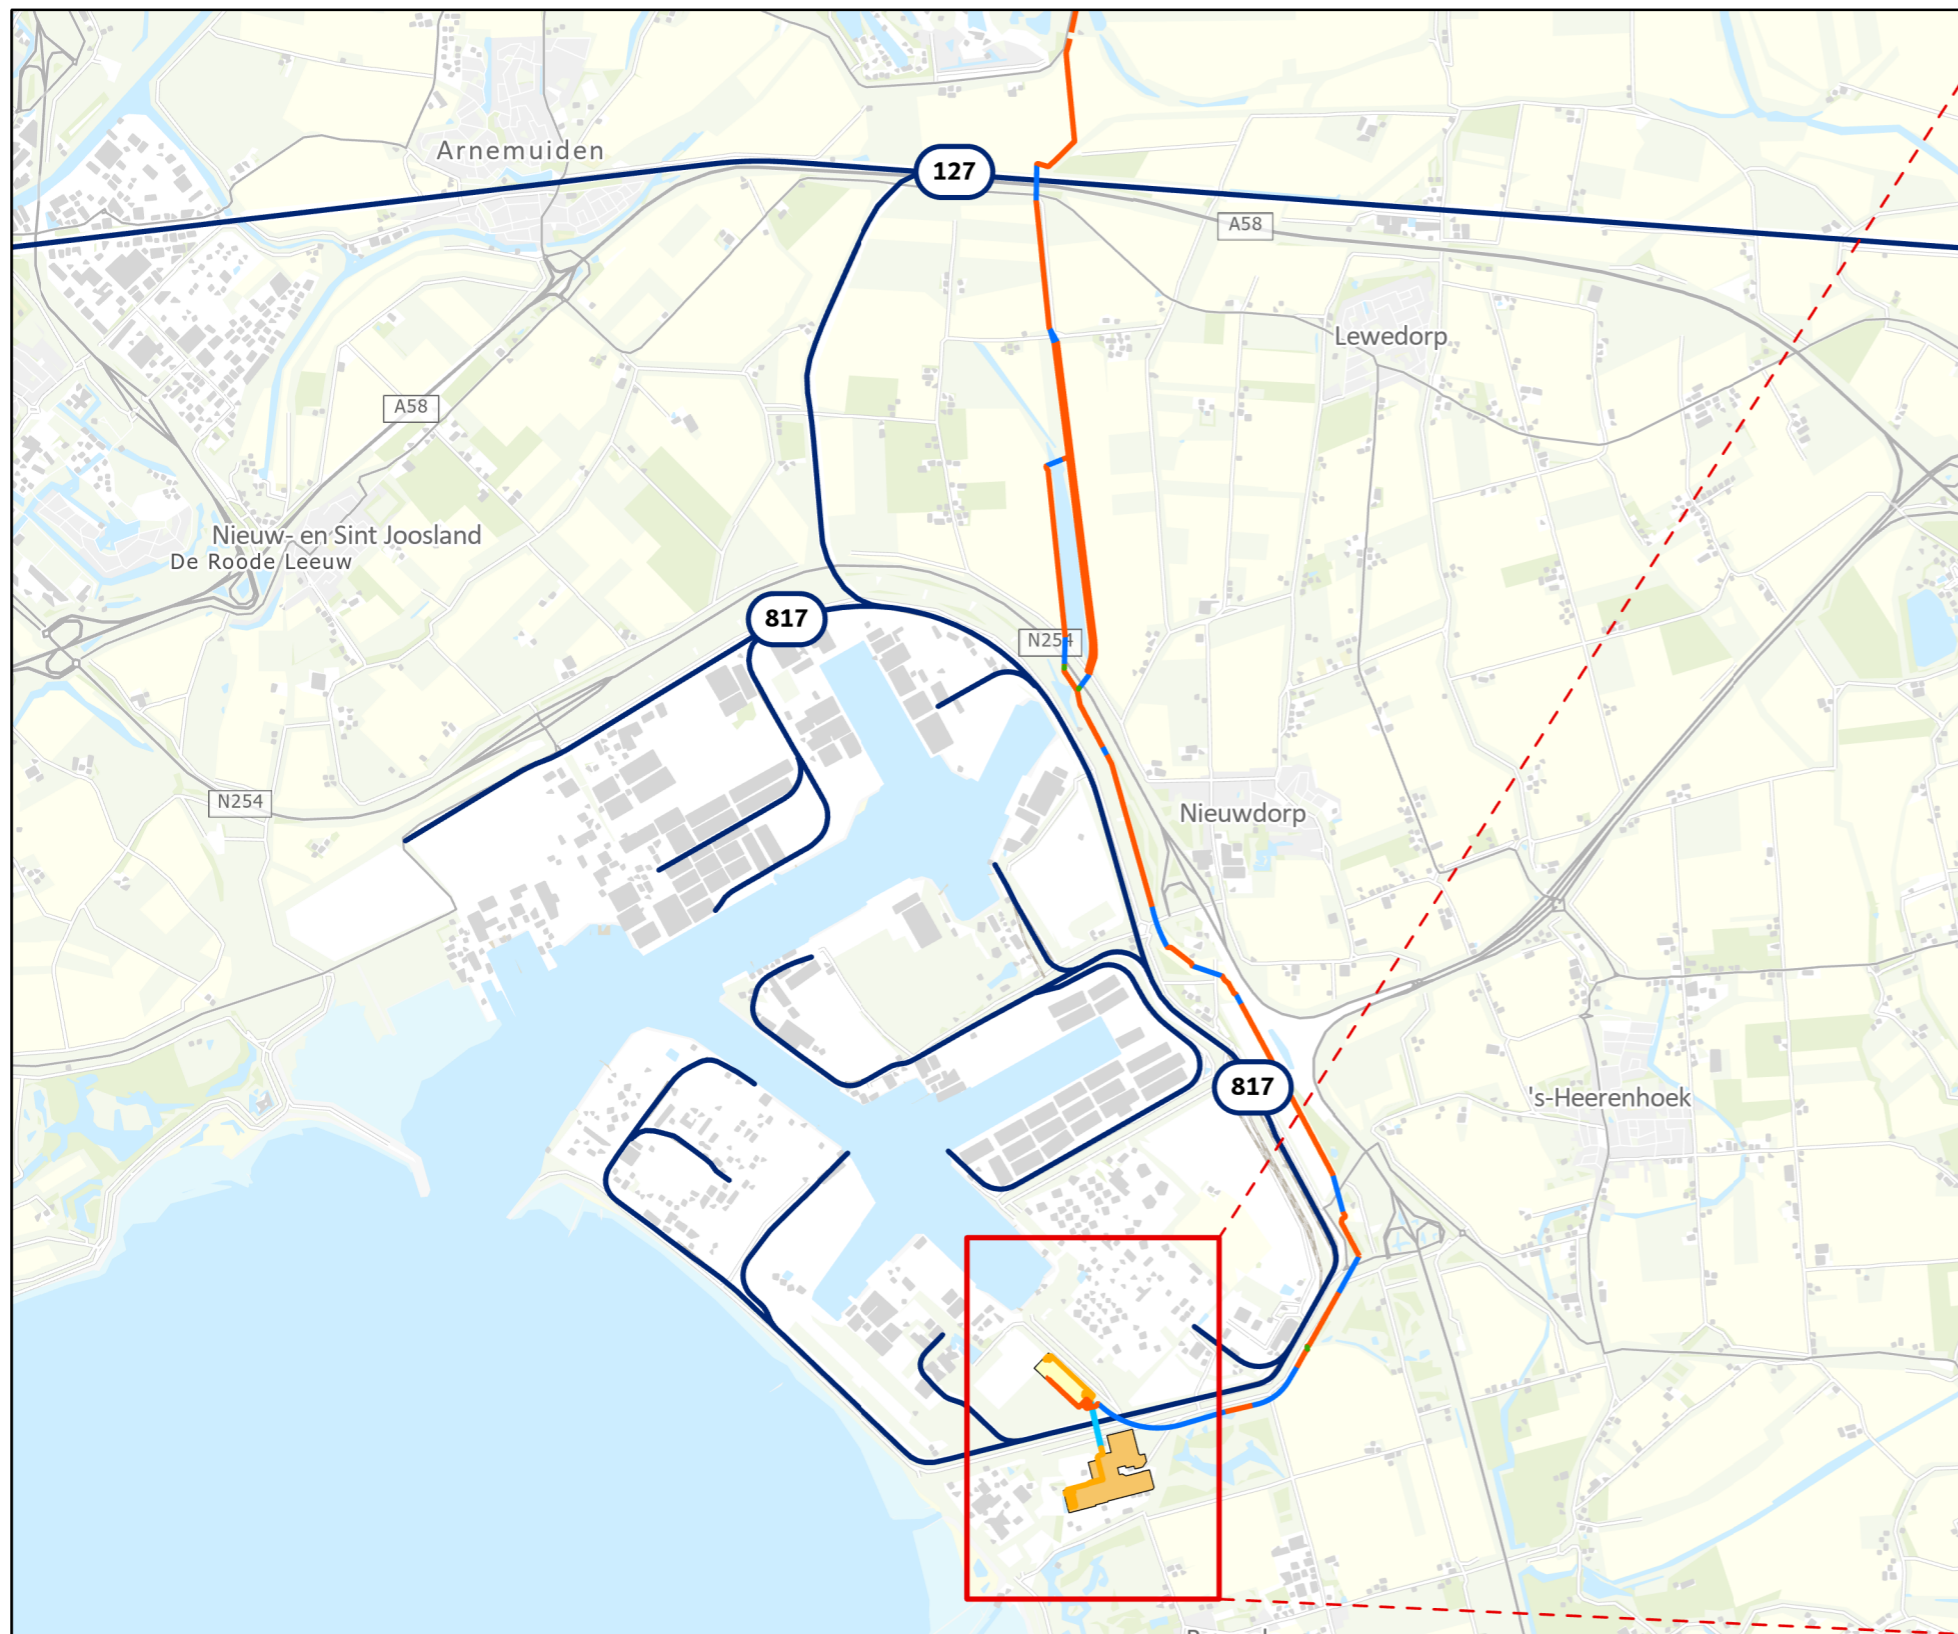 Arnemuiden
127
A58
Lewedorp
A58
Nieuw- en Sint Joosland
De Roode Leeuw
817
N254
N254
Nieuwdorp
817
's-Heerenhoek